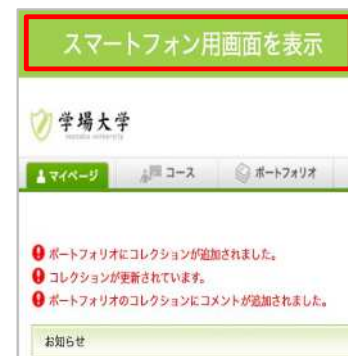 スマートフォン用画面を表示
学場大学
マイページ コース ポートフォリオ
ポートフォリオにコレクションが追加されました。
コレクションが更新されています。
ポートフォリオのコレクションにコメントが追加されました。
お知らせ